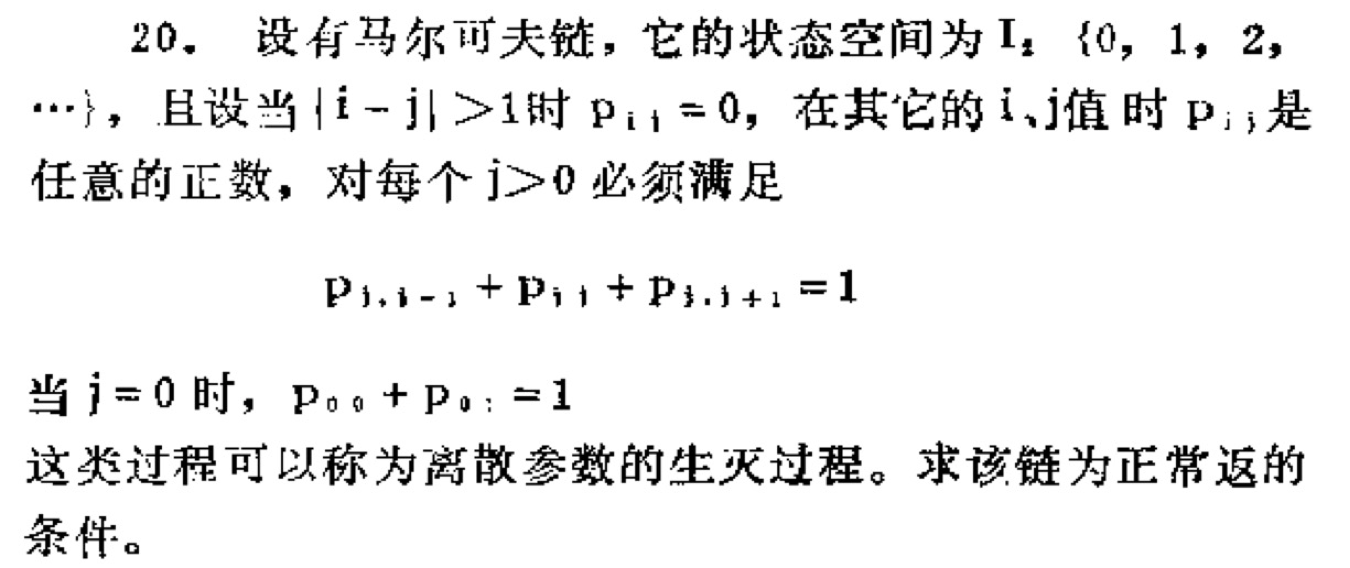 20. 设有马尔可夫链，它的状态空间为 I: {0, 1, 2,
…}，且设当|i-j|>1时 p_{ij}=0，在其它的 i、j值时 p_{ij}是
任意的正数，对每个 j>0 必须满足
p_{j,j-1}+p_{jj}+p_{j,j+1}=1
当 j=0 时，p_{00}+p_{01}=1
这类过程可以称为离散参数的生灭过程。求该链为正常返的
条件。